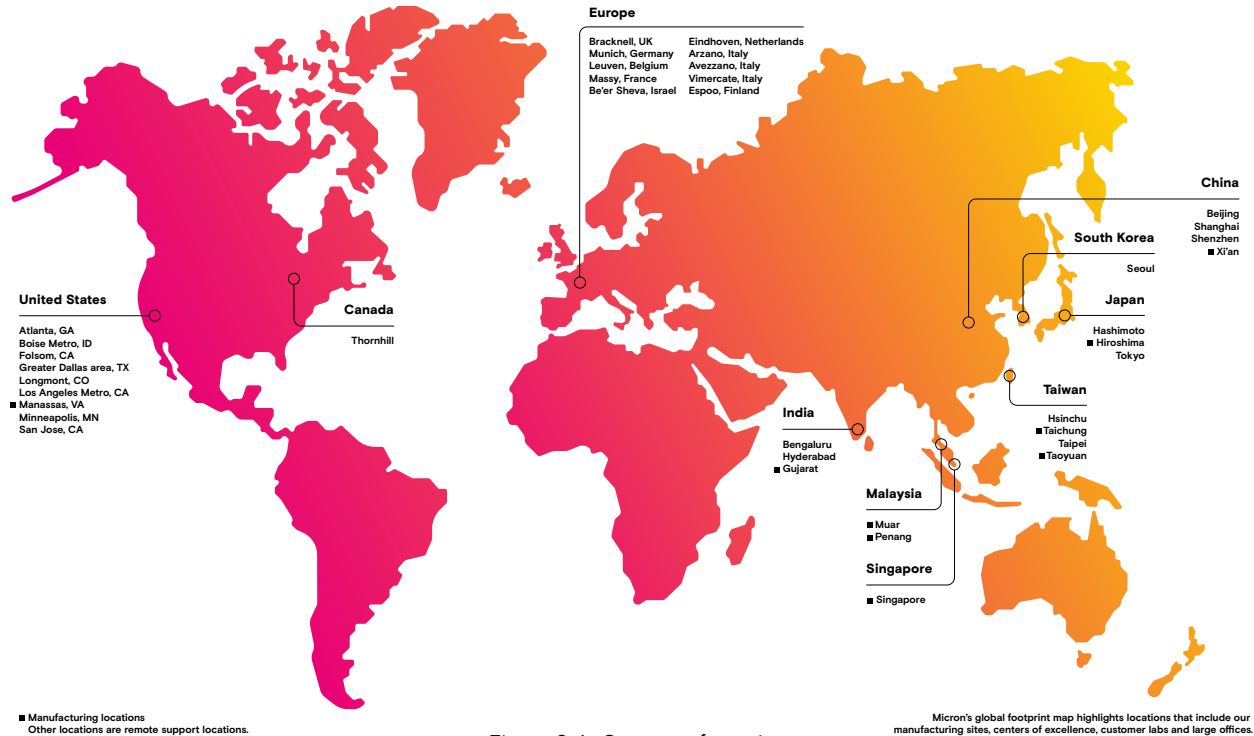 Europe
Bracknell, UK
Munich, Germany
Leuven, Belgium
Massy, France
Be'er Sheva, Israel
Eindhoven, Netherlands
Arzano, Italy
Avezzano, Italy
Vimercate, Italy
Espoo, Finland
China
Beijing
Shanghai
Shenzhen
Xi'an
South Korea
Seoul
United States
Atlanta, GA
Boise Metro, ID
Folsom, CA
Greater Dallas area, TX
Longmont, CO
Los Angeles Metro, CA
Manassas, VA
Minneapolis, MN
San Jose, CA
Canada
Thornhill
Japan
Hashimoto
Hiroshima
Tokyo
Taiwan
Hsinchu
Taichung
Taipei
Taoyuan
India
Bengaluru
Hyderabad
Gujarat
Malaysia
Muar
Penang
Singapore
Singapore
Manufacturing locations
Other locations are remote support locations.
Micron's global footprint map highlights locations that include our
manufacturing sites, centers of excellence, customer labs and large offices.